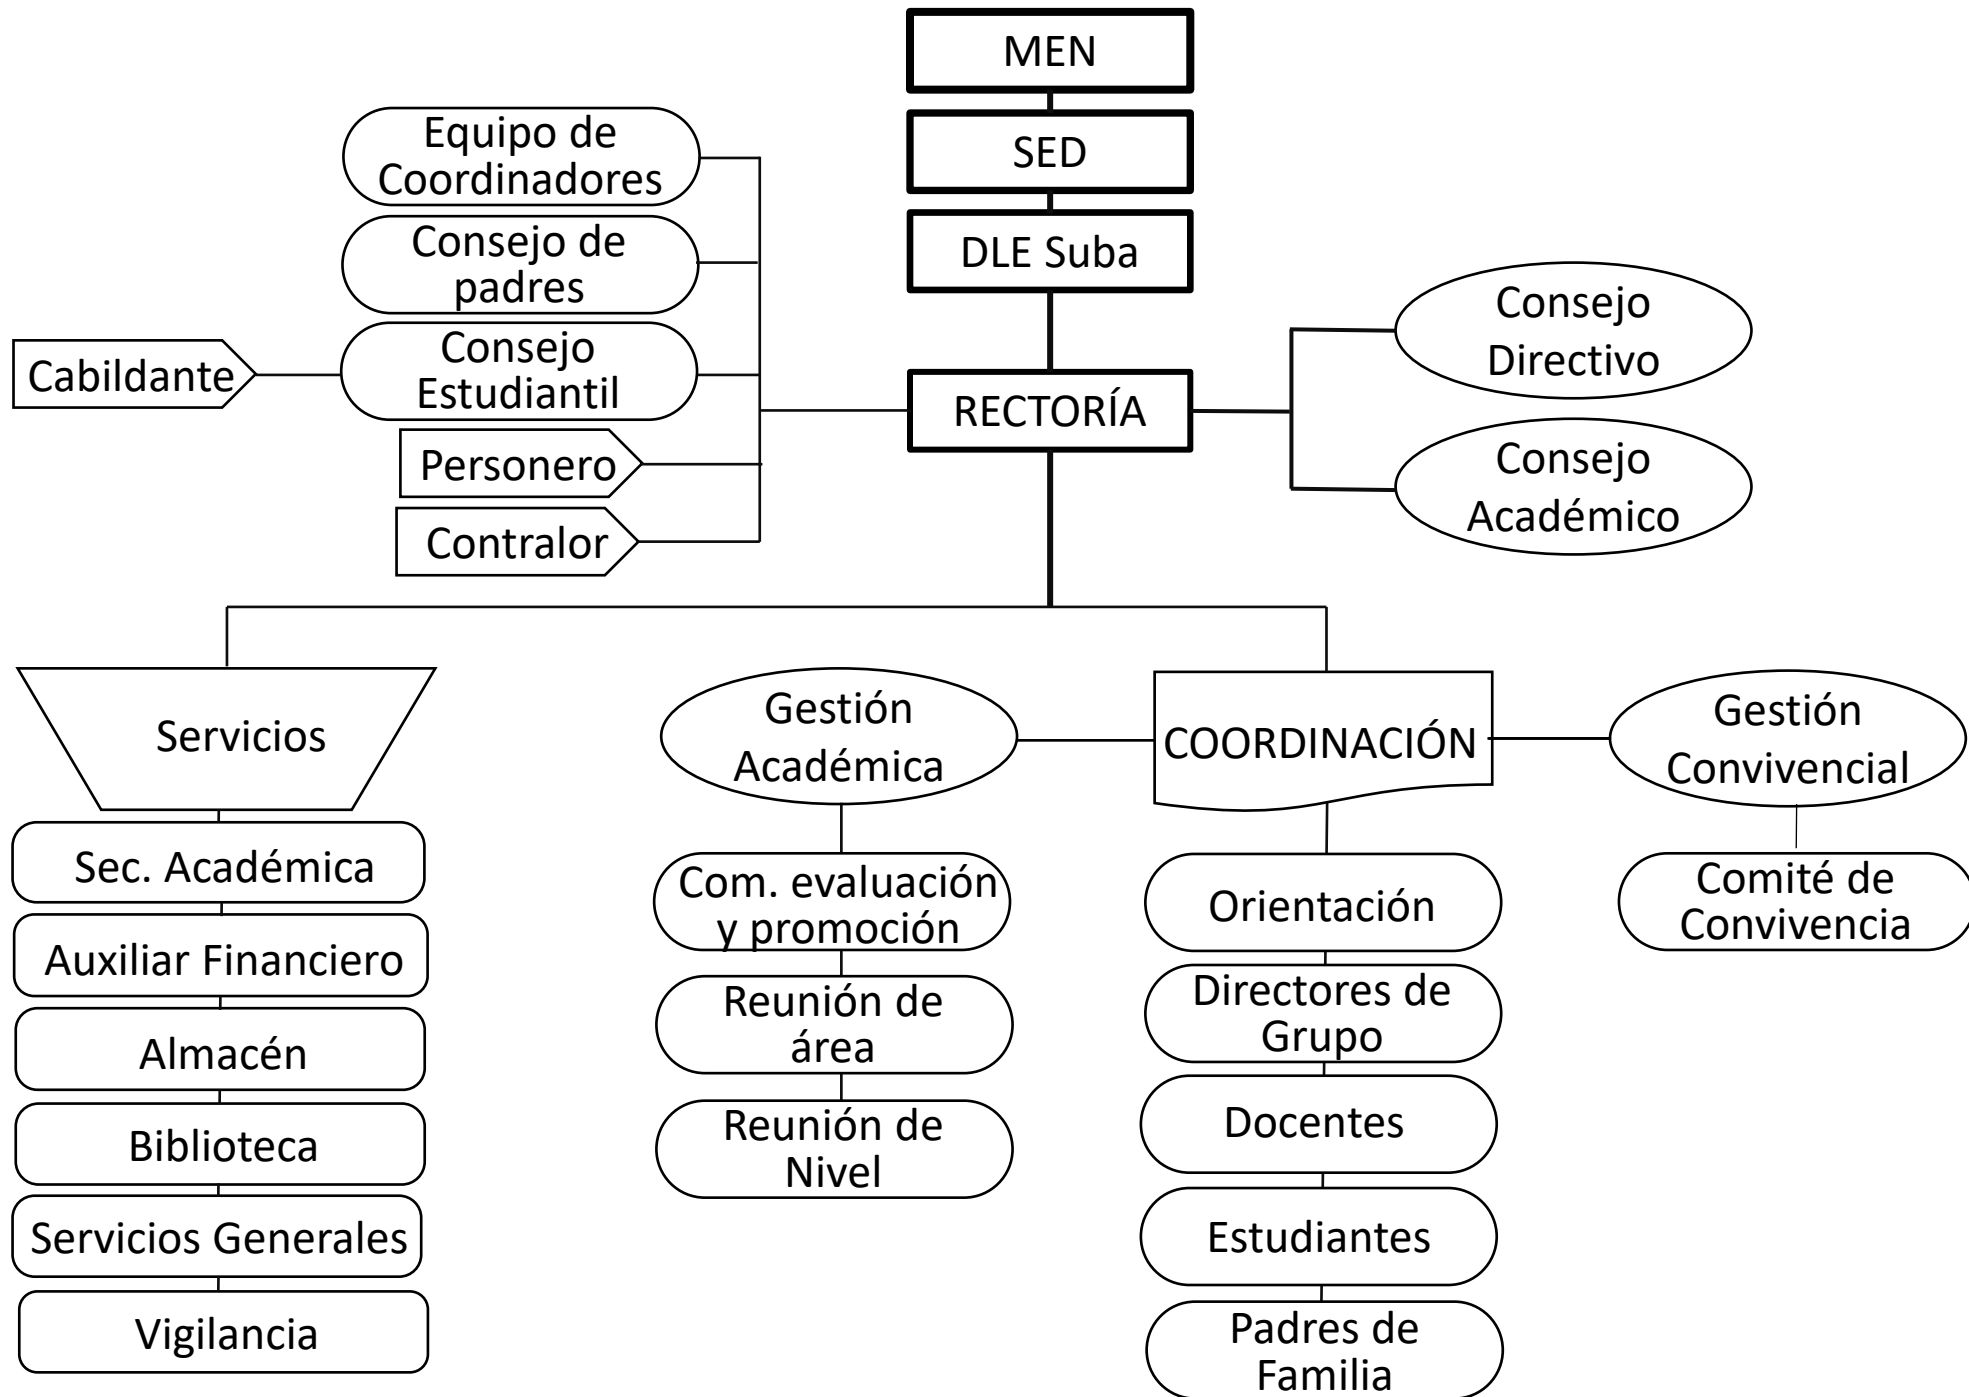 MEN
SED
DLE Suba
RECTORÍA
Equipo de
Coordinadores
Consejo de
padres
Consejo
Estudiantil
Cabildante
Personero
Contralor
Consejo
Directivo
Consejo
Académico
Servicios
Sec. Académica
Auxiliar Financiero
Almacén
Biblioteca
Servicios Generales
Vigilancia
Gestión
Académica
Com. evaluación
y promoción
Reunión de
área
Reunión de
Nivel
COORDINACIÓN
Orientación
Directores de
Grupo
Docentes
Estudiantes
Padres de
Familia
Gestión
Convivencial
Comité de
Convivencia